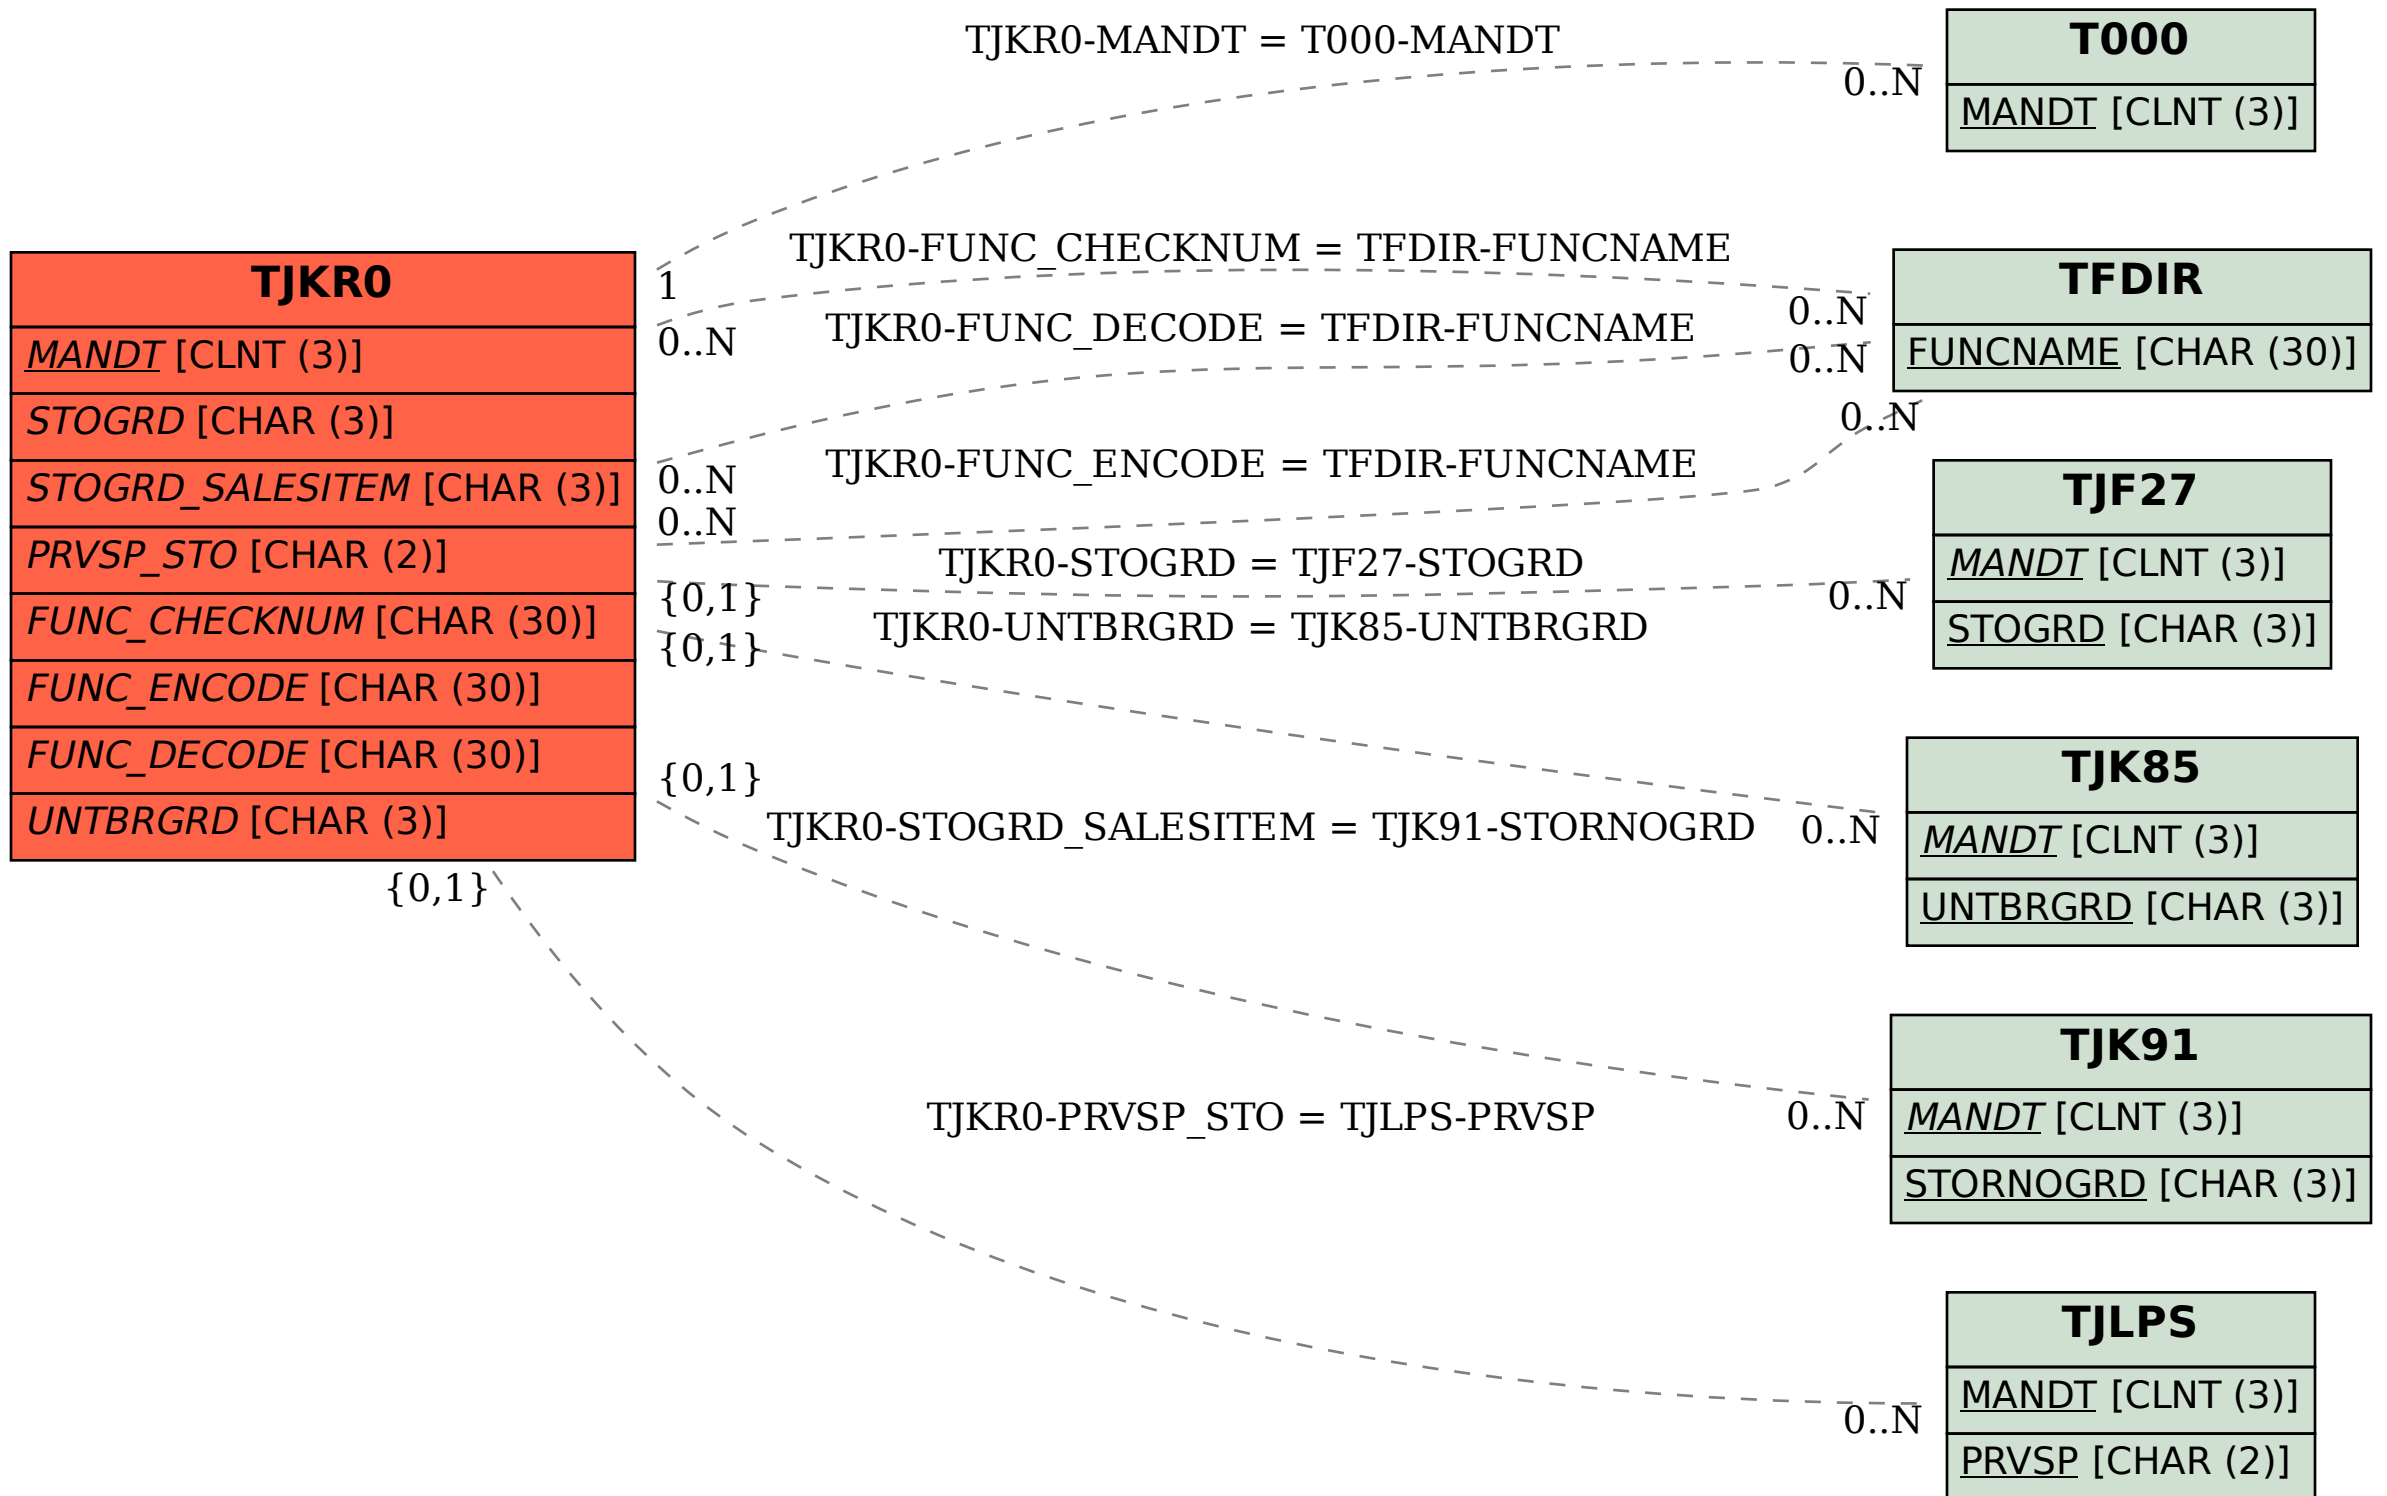 TJKR0
MANDT [CLNT (3)]
STOGRD [CHAR (3)]
STOGRD_SALESITEM [CHAR (3)]
PRVSP_STO [CHAR (2)]
FUNC_CHECKNUM [CHAR (30)]
FUNC_ENCODE [CHAR (30)]
FUNC_DECODE [CHAR (30)]
UNTBRGRD [CHAR (3)]
TJKR0-MANDT = T000-MANDT
1
0..N
TJKR0-FUNC_CHECKNUM = TFDIR-FUNCNAME
0..N
0..N
TJKR0-FUNC_DECODE = TFDIR-FUNCNAME
0..N
0..N
TJKR0-FUNC_ENCODE = TFDIR-FUNCNAME
0..N
0..N
TJKR0-STOGRD = TJF27-STOGRD
{0,1}
0..N
TJKR0-UNTBRGRD = TJK85-UNTBRGRD
{0,1}
0..N
TJKR0-STOGRD_SALESITEM = TJK91-STORNOGRD
{0,1}
0..N
TJKR0-PRVSP_STO = TJLPS-PRVSP
{0,1}
0..N
T000
MANDT [CLNT (3)]
TFDIR
FUNCNAME [CHAR (30)]
TJF27
MANDT [CLNT (3)]
STOGRD [CHAR (3)]
TJK85
MANDT [CLNT (3)]
UNTBRGRD [CHAR (3)]
TJK91
MANDT [CLNT (3)]
STORNOGRD [CHAR (3)]
TJLPS
MANDT [CLNT (3)]
PRVSP [CHAR (2)]